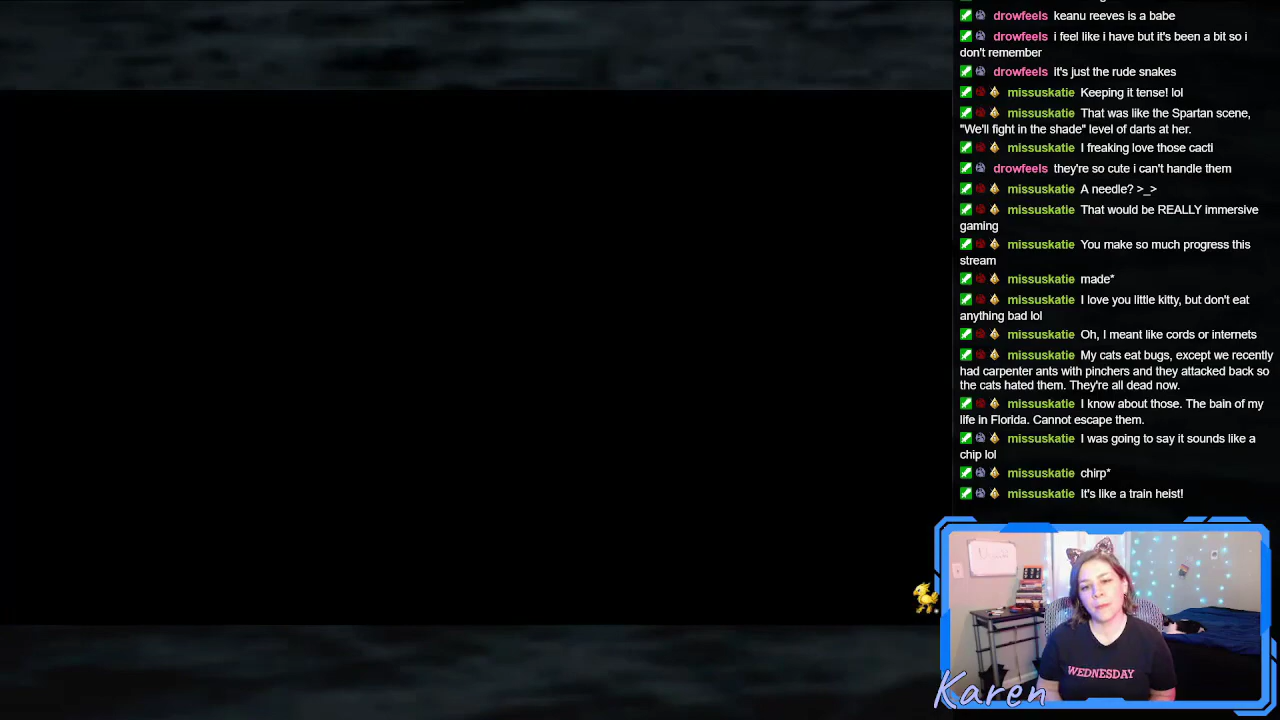 drowfeels keanu reeves is a babe
drowfeels i feel like i have but it's been a bit so i
don't remember
drowfeels it's just the rude snakes
missuskatie Keeping it tense! lol
missuskatie That was like the Spartan scene,
"We'll fight in the shade" level of darts at her.
missuskatie I freaking love those cacti
drowfeels they're so cute i can't handle them
missuskatie A needle? >_>
missuskatie That would be REALLY immersive
gaming
missuskatie You make so much progress this
stream
missuskatie made*
missuskatie I love you little kitty, but don't eat
anything bad lol
missuskatie Oh, I meant like cords or internets
missuskatie My cats eat bugs, except we recently
had carpenter ants with pinchers and they attacked back so
the cats hated them. They're all dead now.
missuskatie I know about those. The bain of my
life in Florida. Cannot escape them.
missuskatie I was going to say it sounds like a
chip lol
missuskatie chirp*
missuskatie It's like a train heist!
WEDNESDAY
Karen